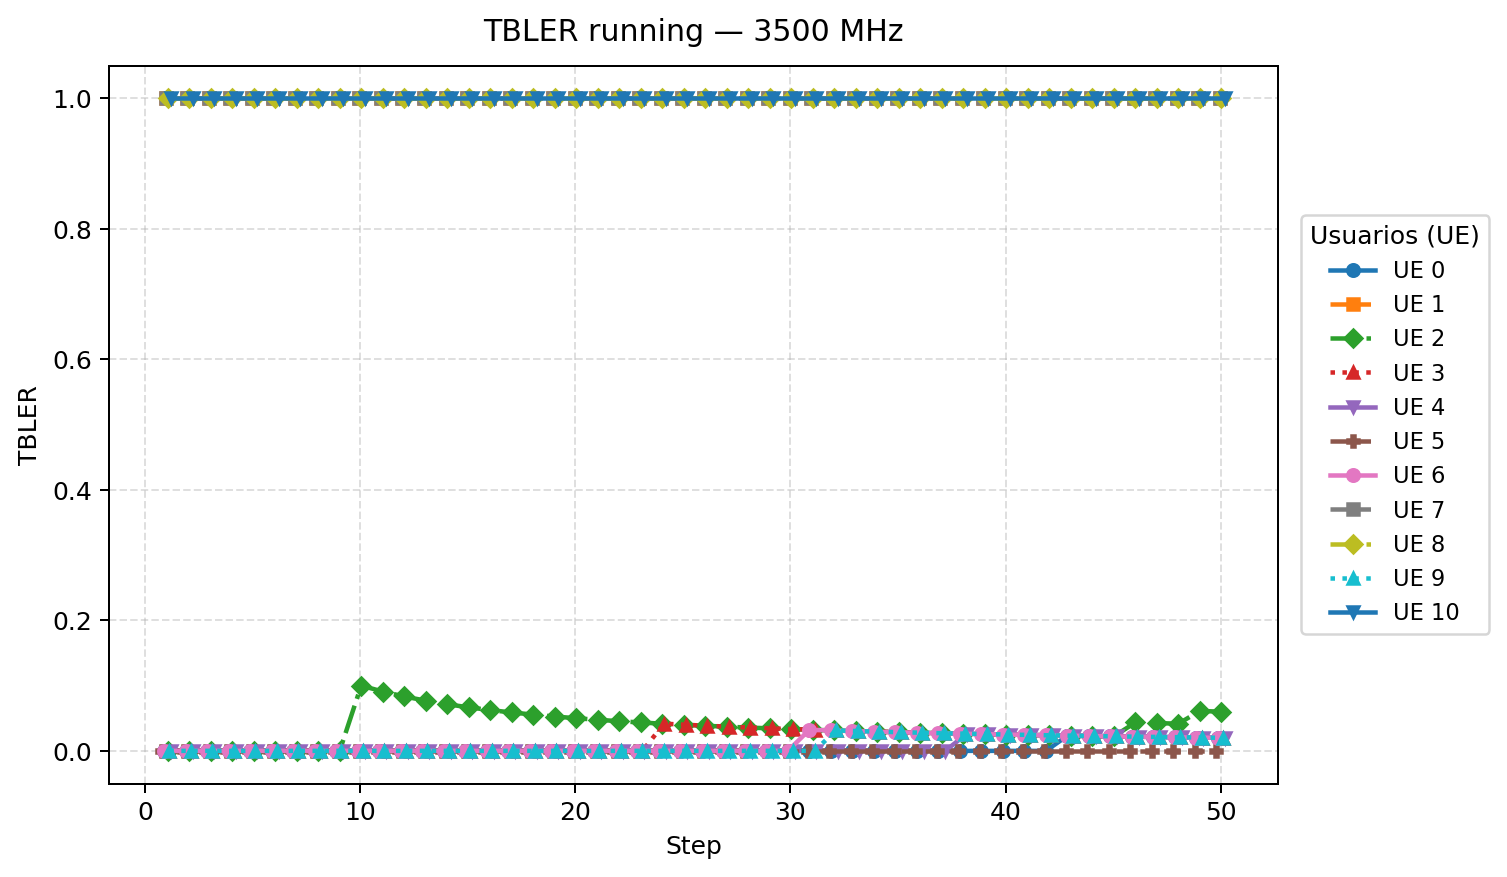 TBLER running — 3500 MHz
1.0
0.8
0.6
0.4
0.2
0.0
TBLER
0 10 20 30 40 50
Step
Usuarios (UE)
UE 0
UE 1
UE 2
UE 3
UE 4
UE 5
UE 6
UE 7
UE 8
UE 9
UE 10